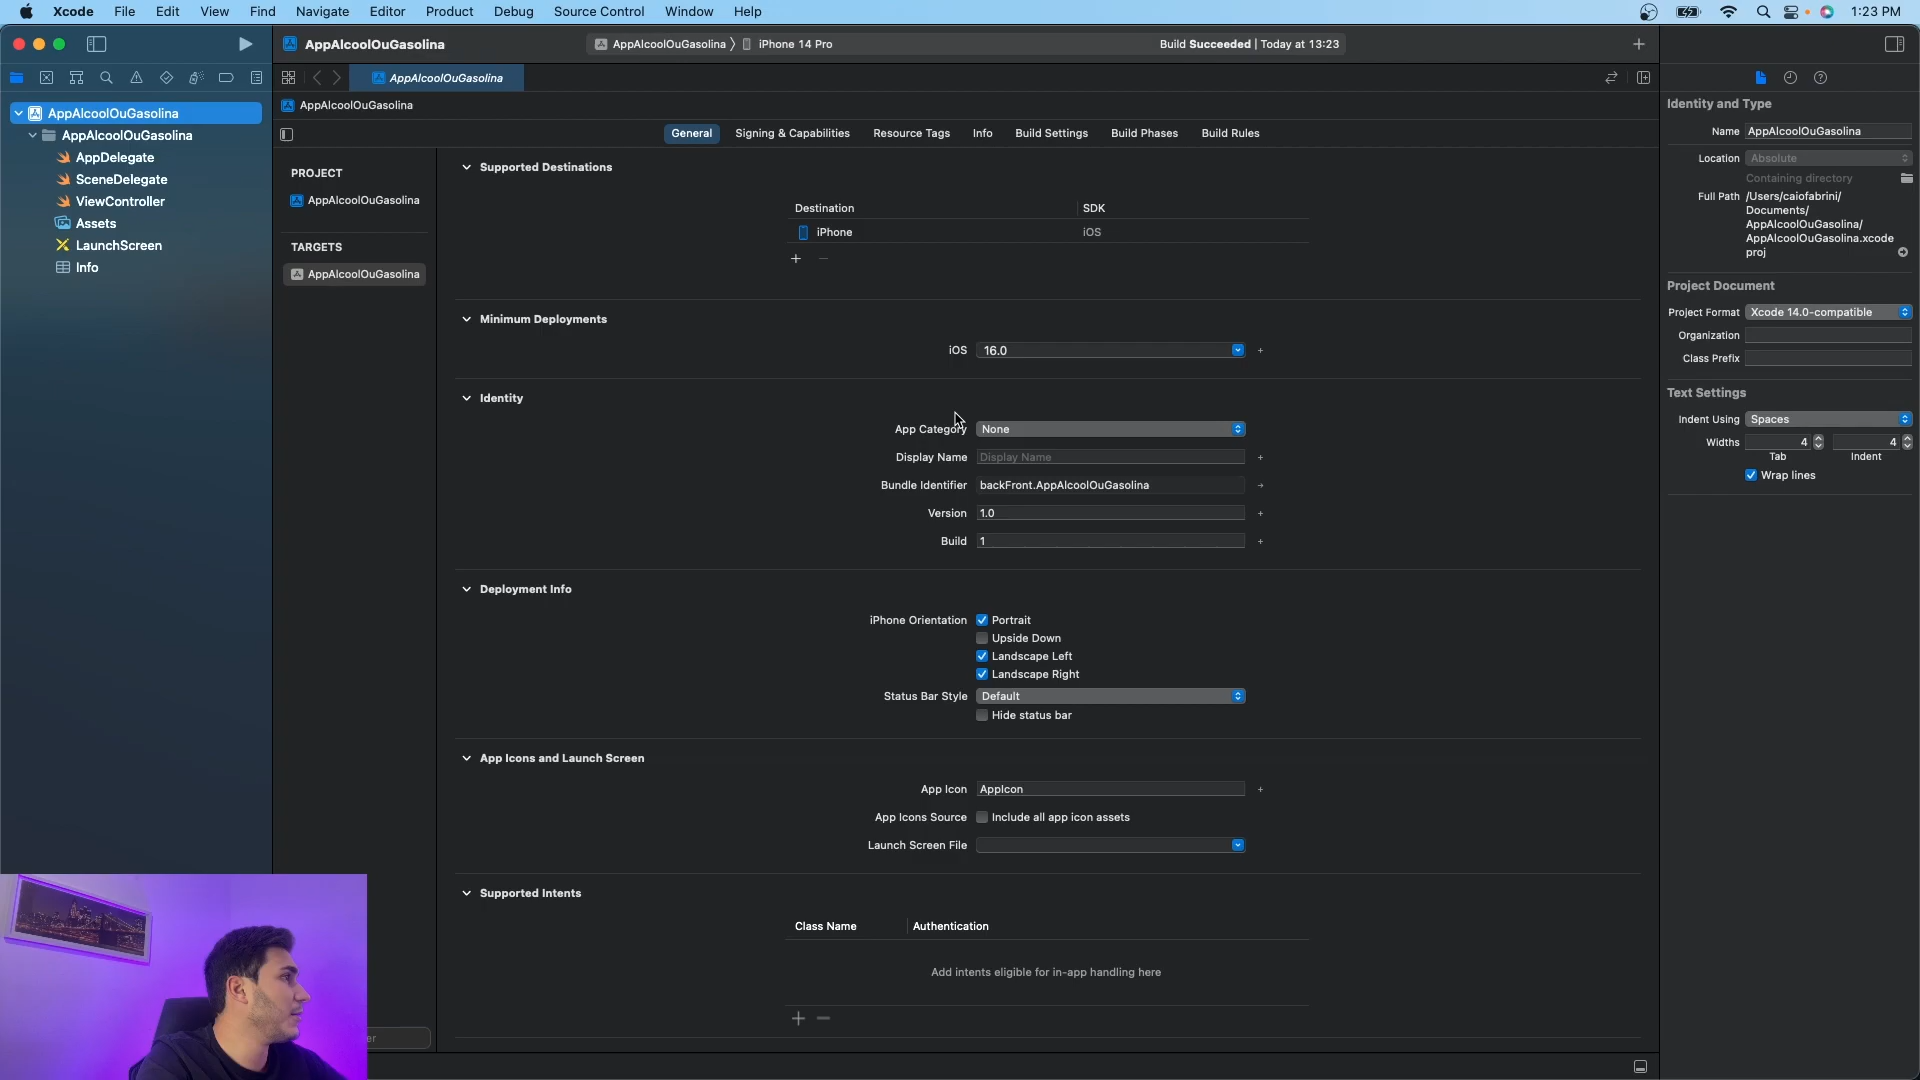 Xcode File Edit View Find Navigate Editor Product Debug Source Control Window Help 1:23 PM
AppAlcoolOuGasolina AppAlcoolOuGasolina iPhone 14 Pro Build Succeeded | Today at 13:23
AppAlcoolOuGasolina
AppAlcoolOuGasolina
General Signing & Capabilities Resource Tags Info Build Settings Build Phases Build Rules
AppAlcoolOuGasolina
AppAlcoolOuGasolina
AppDelegate
SceneDelegate
ViewController
Assets
LaunchScreen
Info
PROJECT
AppAlcoolOuGasolina
TARGETS
AppAlcoolOuGasolina
Supported Destinations
Destination SDK
iPhone iOS
Minimum Deployments
iOS 16.0
Identity
App Category None
Display Name Display Name
Bundle Identifier backFront.AppAlcoolOuGasolina
Version 1.0
Build 1
Deployment Info
iPhone Orientation Portrait
Upside Down
Landscape Left
Landscape Right
Status Bar Style Default
Hide status bar
App Icons and Launch Screen
App Icon AppIcon
App Icons Source Include all app icon assets
Launch Screen File
Supported Intents
Class Name Authentication
Add intents eligible for in-app handling here
Identity and Type
Name AppAlcoolOuGasolina
Location Absolute
Containing directory
Full Path /Users/caiofabrini/
Documents/
AppAlcoolOuGasolina/
AppAlcoolOuGasolina.xcode
proj
Project Document
Project Format Xcode 14.0-compatible
Organization
Class Prefix
Text Settings
Indent Using Spaces
Widths 4 4
Tab Indent
Wrap lines